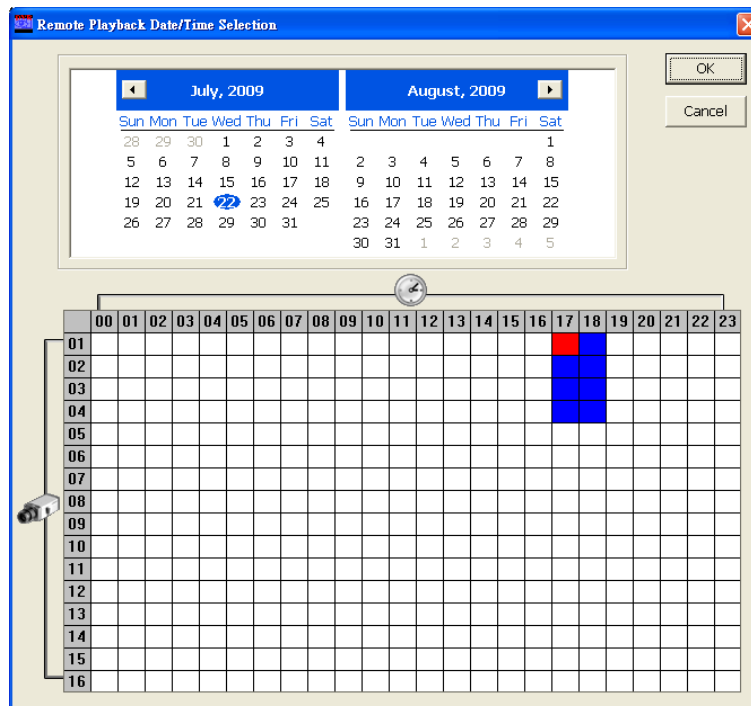 Remote Playback Date/Time Selection
OK
Cancel
July, 2009 August, 2009
Sun Mon Tue Wed Thu Fri Sat Sun Mon Tue Wed Thu Fri Sat
28 29 30 1 2 3 4 1
5 6 7 8 9 10 11 2 3 4 5 6 7 8
12 13 14 15 16 17 18 9 10 11 12 13 14 15
19 20 21 22 23 24 25 16 17 18 19 20 21 22
26 27 28 29 30 31 23 24 25 26 27 28 29
30 31 1 2 3 4 5
00 01 02 03 04 05 06 07 08 09 10 11 12 13 14 15 16 17 18 19 20 21 22 23
01
02
03
04
05
06
07
08
09
10
11
12
13
14
15
16